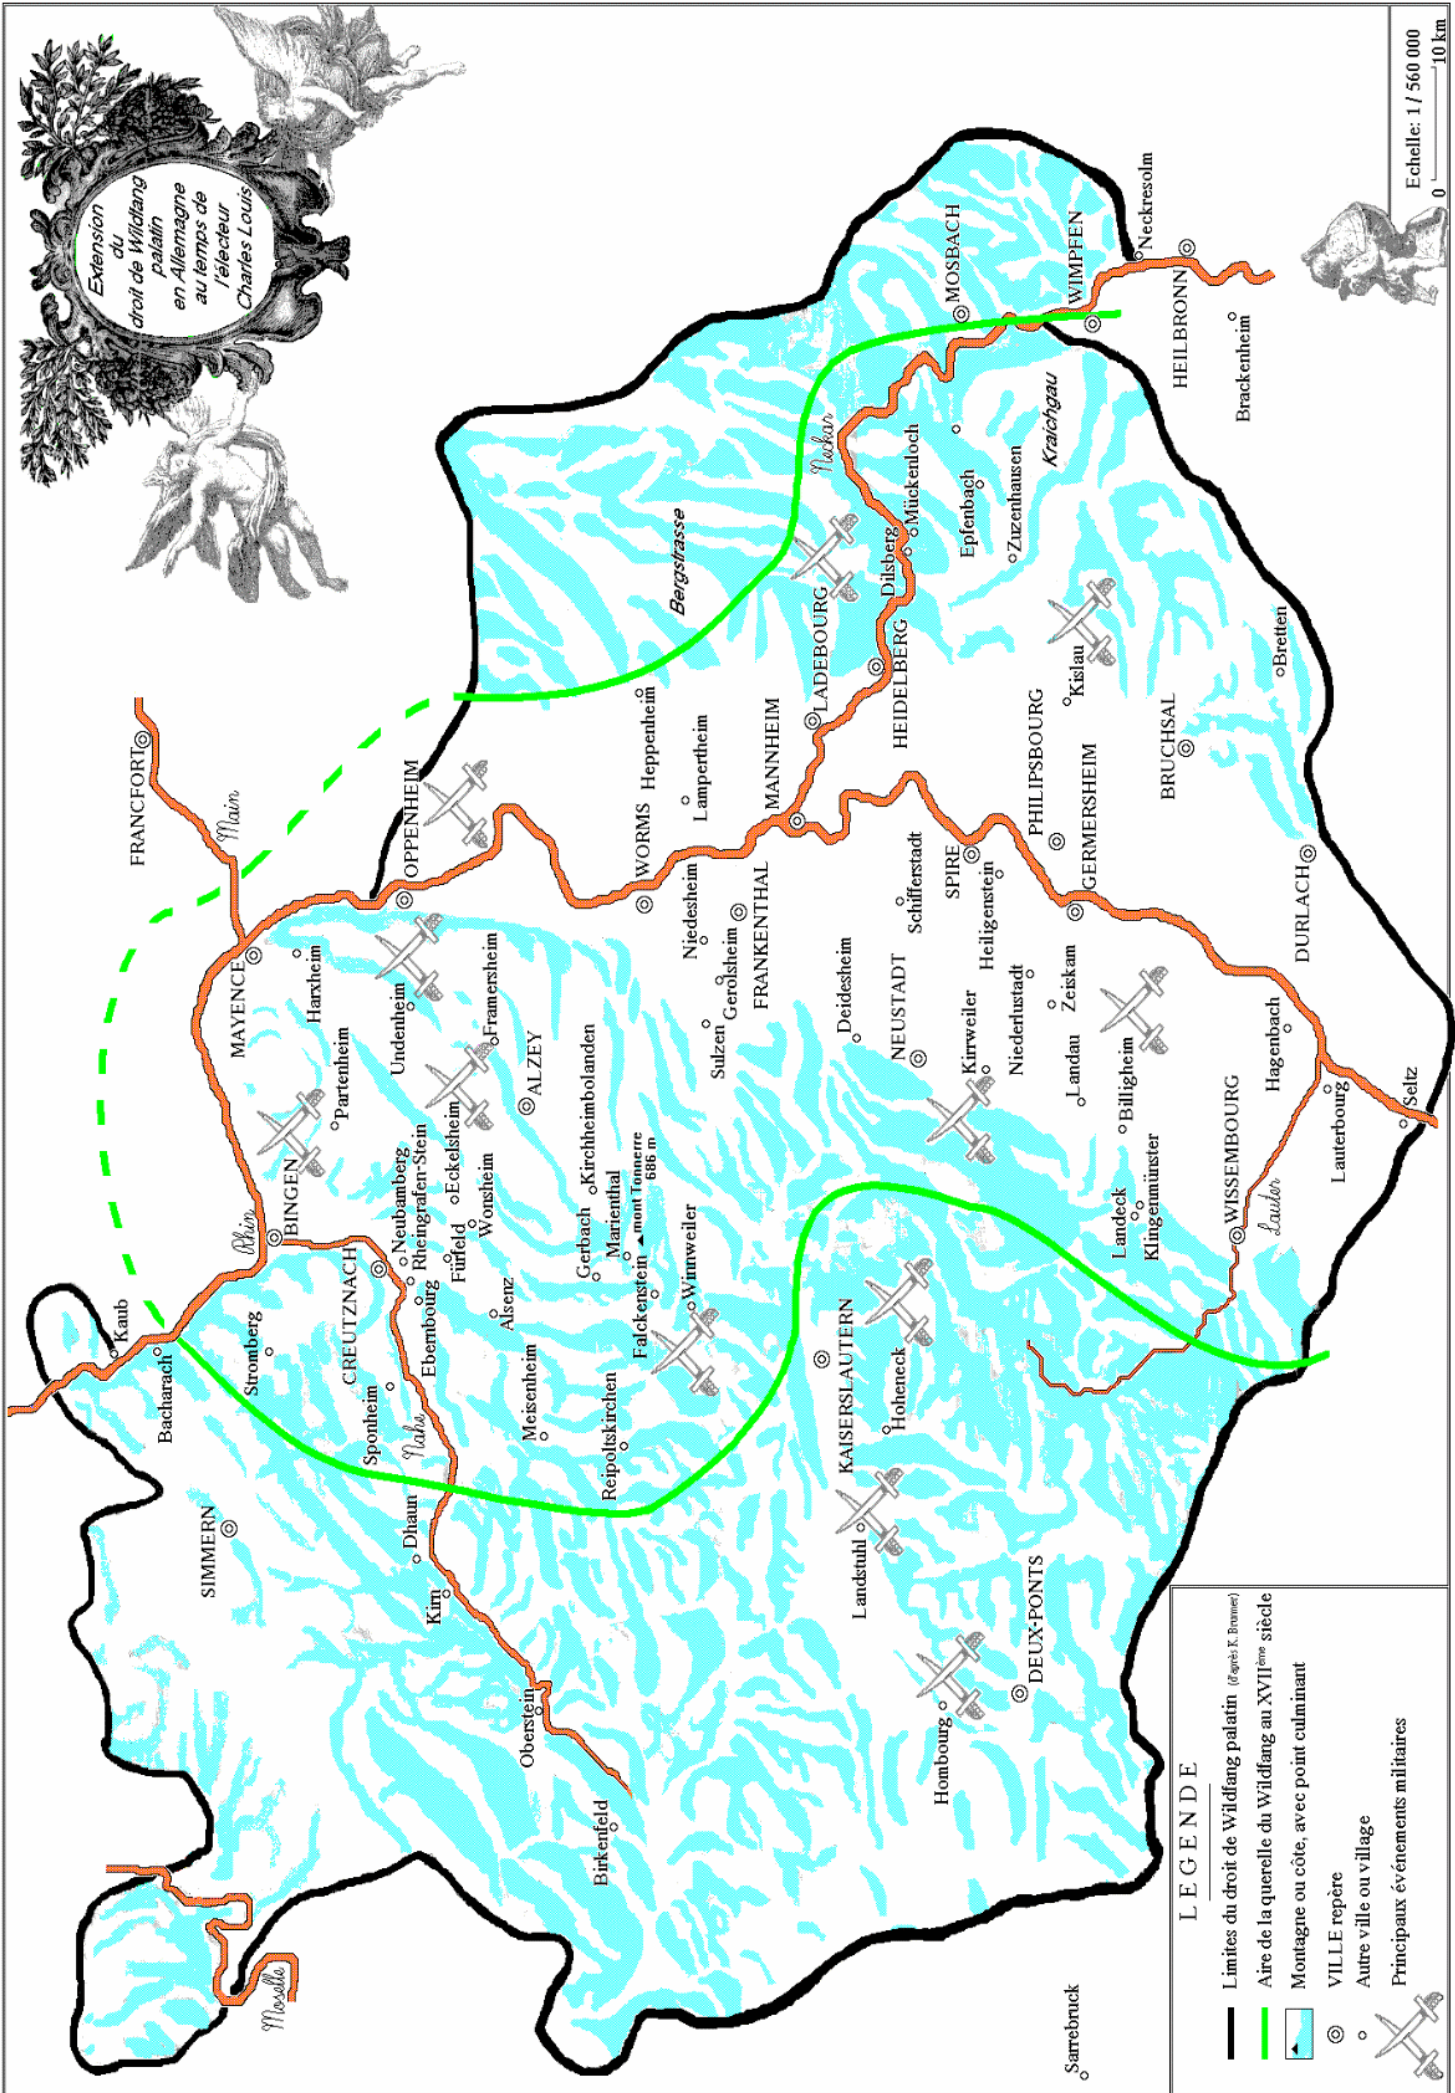 Extension
du
droit de Wildfang
palatin
en Allemagne
au temps de
l'électeur
Charles Louis
Echelle: 1 / 560 000
0 10 km
FRANCFORT
Main
Rhin
Kaub
Bacharach
BINGEN
MAYENCE
Harxheim
Partenheim
OPPENHEIM
Undenheim
Stromberg
CREUTZNACH
Neubamberg
Rheingrafen-Stein
Eckelsheim
Framersheim
Fürfeld
Wonsheim
ALZEY
Ebernbourg
Sponheim
Nahe
Alsenz
SIMMERN
Dhaun
Kirn
Meisenheim
Gerbach
Kirchheimbolanden
Marienthal
mont Tonnerre
686 m
Falckenstein
Winnweiler
Reipoltskirchen
Oberstein
Birkenfeld
Moselle
Bergstrasse
Heppenheim
WORMS
Lampertheim
Niedesheim
Gerolsheim
FRANKENTHAL
Sulzen
MANNHEIM
LADEBOURG
Neckar
HEIDELBERG
Dilsberg
Mückenloch
Epfenbach
Zuzenhausen
Kraichgau
MOSBACH
WIMPFEN
Neckresolm
HEILBRONN
Brackenheim
Deidesheim
NEUSTADT
Schifferstadt
SPIRE
Heiligenstein
PHILIPSBOURG
Kislau
GERMERSHEIM
BRUCHSAL
Bretten
DURLACH
Kirrweiler
Niederlustadt
Zeiskam
Landau
Billigheim
Landeck
Klingenmünster
WISSEMBOURG
Hagenbach
Lauterbourg
Lauter
Seltz
KAISERSLAUTERN
Hoheneck
Landstuhl
Hombourg
DEUX-PONTS
Sarrebruck
LEGENDE
Limites du droit de Wildfang palatin (d'après K. Brunner)
Aire de la querelle du Wildfang au XVIIème siècle
Montagne ou côte, avec point culminant
VILLE repère
Autre ville ou village
Principaux événements militaires